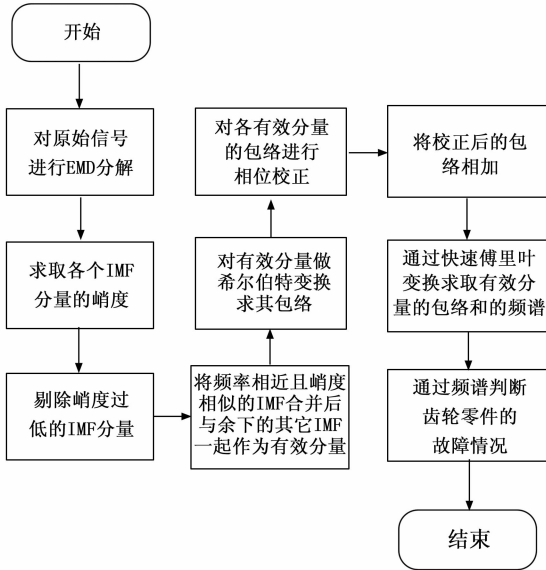 开始
对原始信号
进行EMD分解
求取各个IMF
分量的峭度
剔除峭度过
低的IMF分量
将频率相近且峭度
相似的IMF合并后
与余下的其它IMF
一起作为有效分量
对有效分量做
希尔伯特变换
求其包络
对各有效分量
的包络进行
相位校正
将校正后的包
络相加
通过快速傅里叶
变换求取有效分
量的包络和的频谱
通过频谱判断
齿轮零件的
故障情况
结束